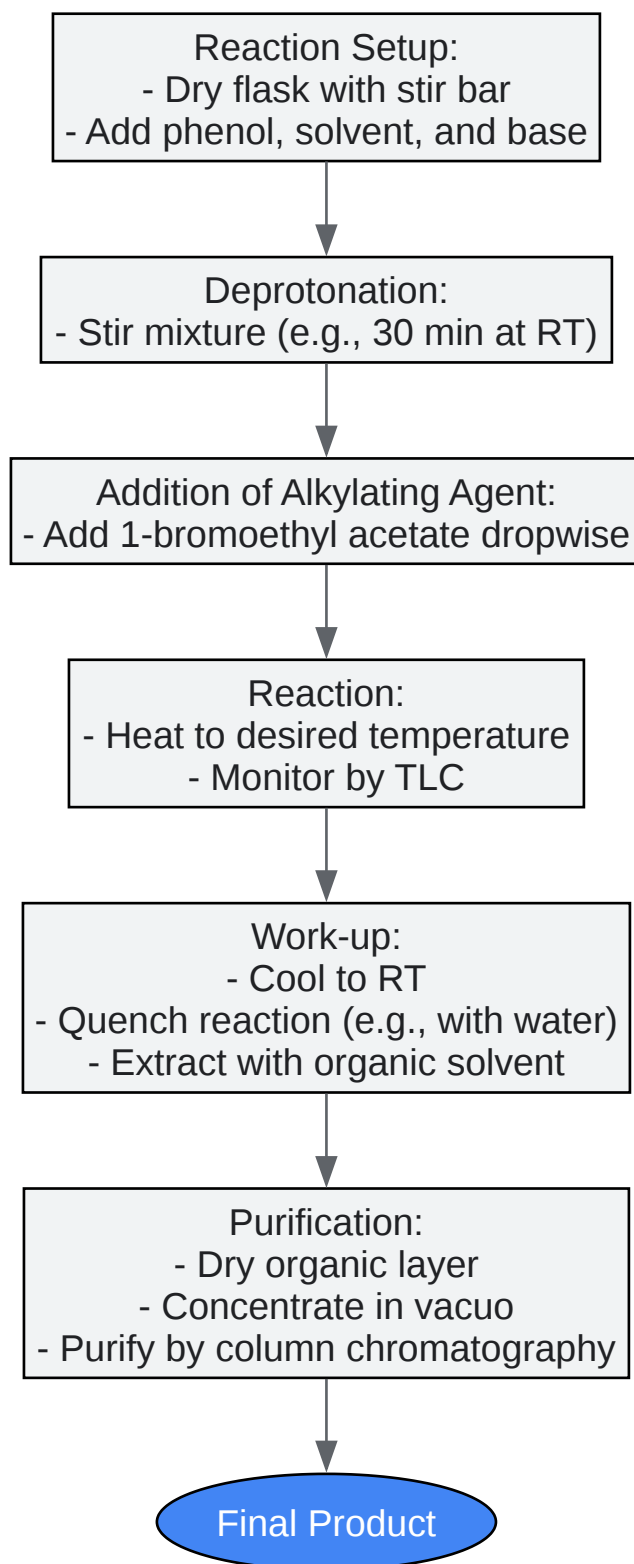 Reaction Setup:
- Dry flask with stir bar
- Add phenol, solvent, and base
Deprotonation:
- Stir mixture (e.g., 30 min at RT)
Addition of Alkylating Agent:
- Add 1-bromoethyl acetate dropwise
Reaction:
- Heat to desired temperature
- Monitor by TLC
Work-up:
- Cool to RT
- Quench reaction (e.g., with water)
- Extract with organic solvent
Purification:
- Dry organic layer
- Concentrate in vacuo
- Purify by column chromatography
Final Product